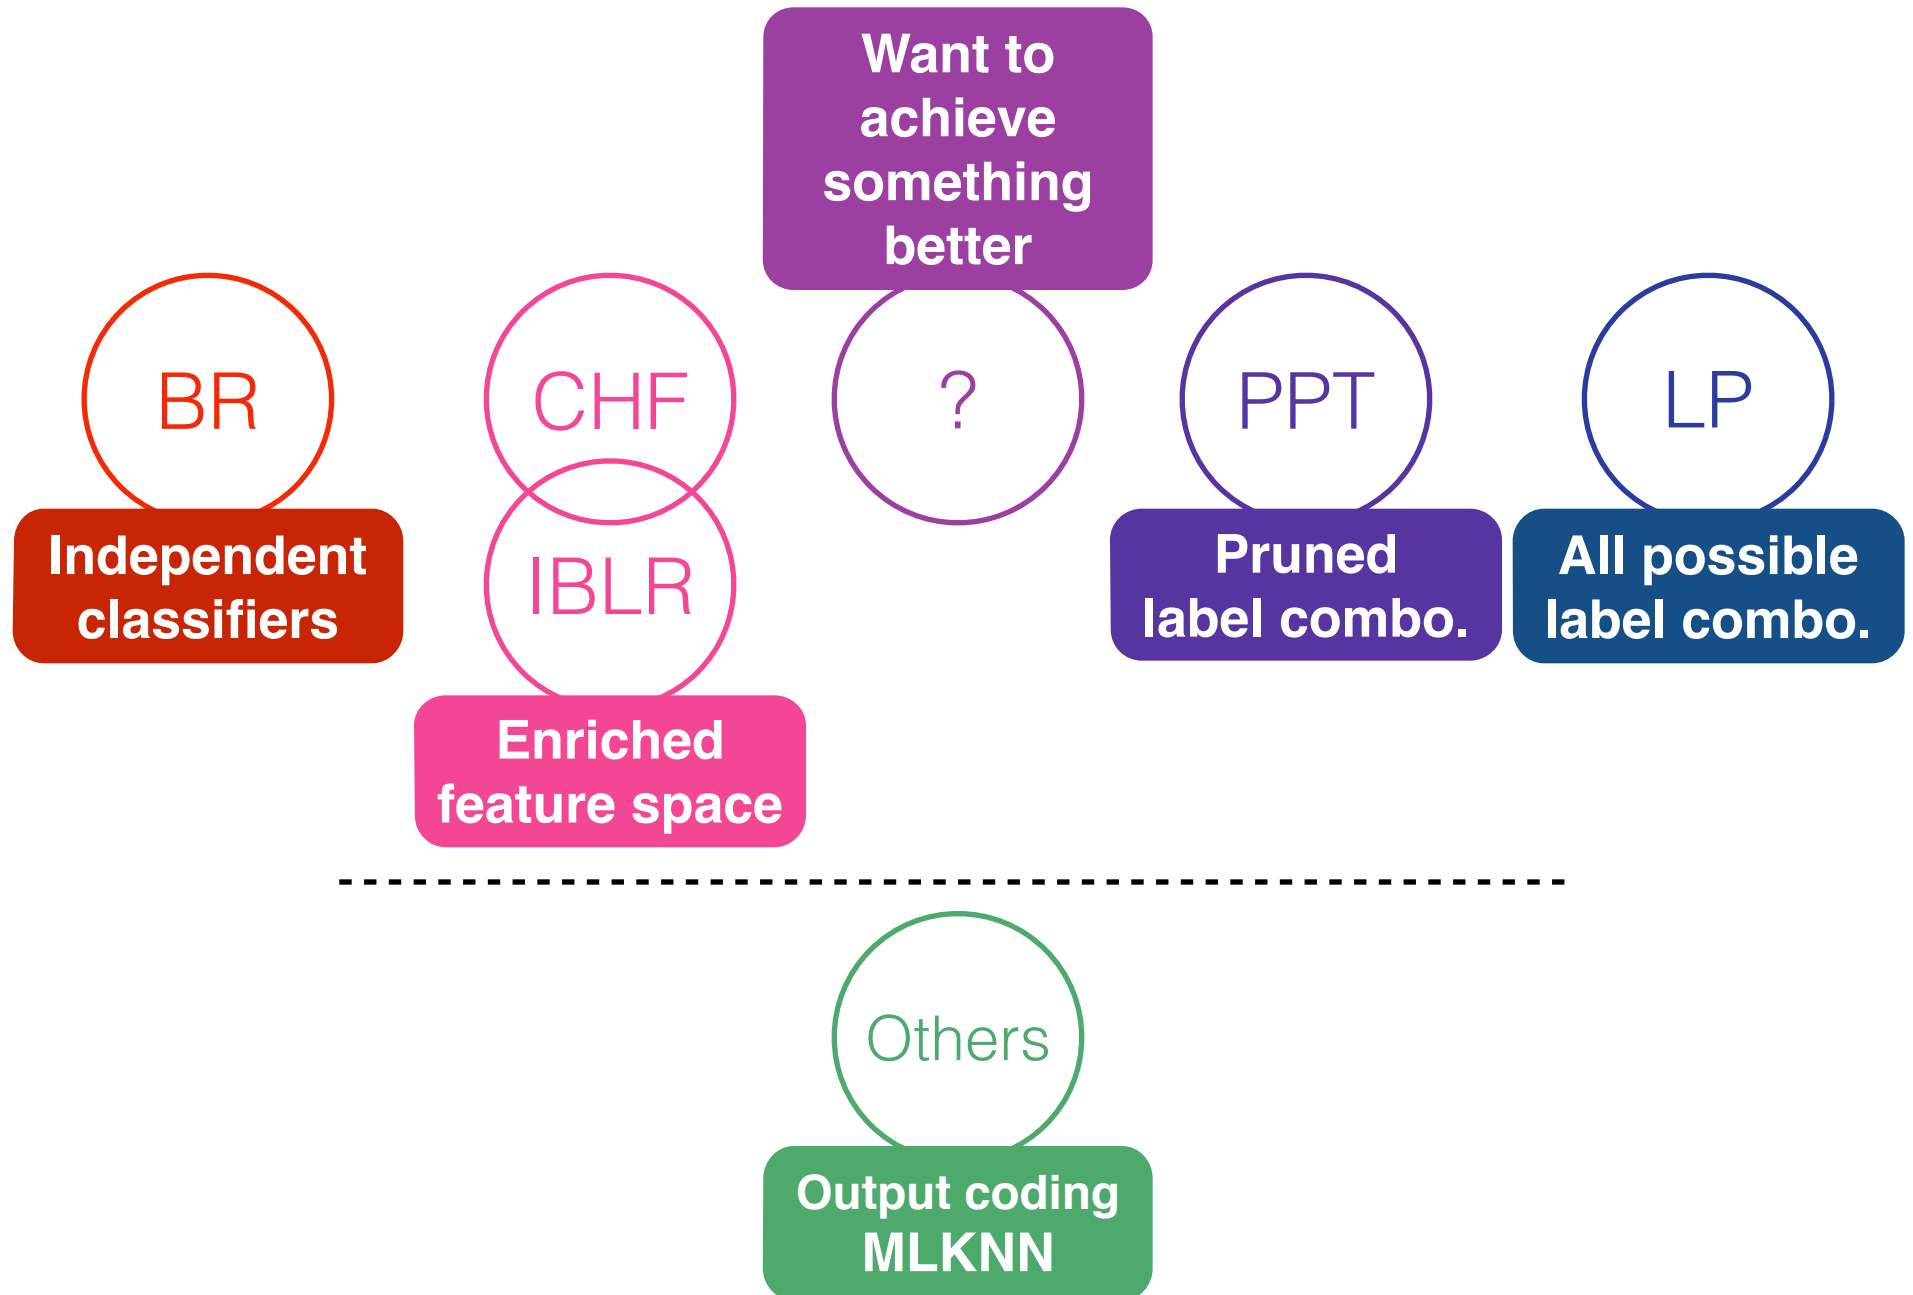 Want to
achieve
something
better
BR
CHF
?
PPT
LP
Independent
classifiers
IBLR
Pruned
label combo.
All possible
label combo.
Enriched
feature space
Others
Output coding
MLKNN